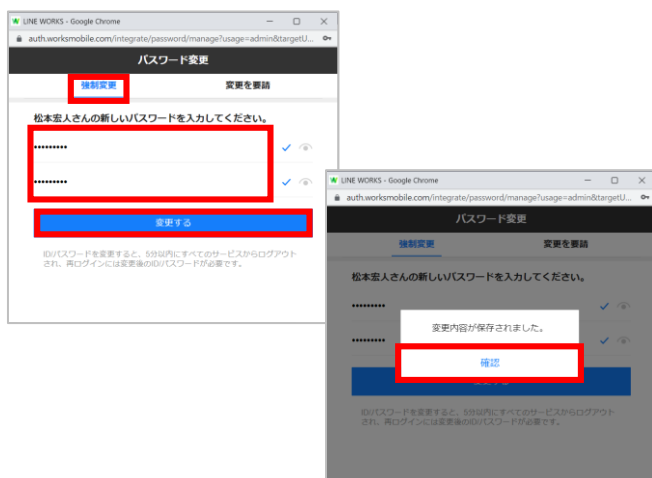 LINE WORKS - Google Chrome
auth.worksmobile.com/integrate/password/manage?usage=admin&targetU...
パスワード変更
強制変更
変更を要請
松本宏人さんの新しいパスワードを入力してください。
•••••••••
•••••••••
変更する
ID/パスワードを変更すると、5分以内にすべてのサービスからログアウト
され、再ログインには変更後のID/パスワードが必要です。
LINE WORKS - Google Chrome
auth.worksmobile.com/integrate/password/manage?usage=admin&targetU...
パスワード変更
強制変更
変更を要請
松本宏人さんの新しいパスワードを入力してください。
•••••••••
•••••••••
変更内容が保存されました。
確認
ID/パスワードを変更すると、5分以内にすべてのサービスからログアウト
され、再ログインには変更後のID/パスワードが必要です。